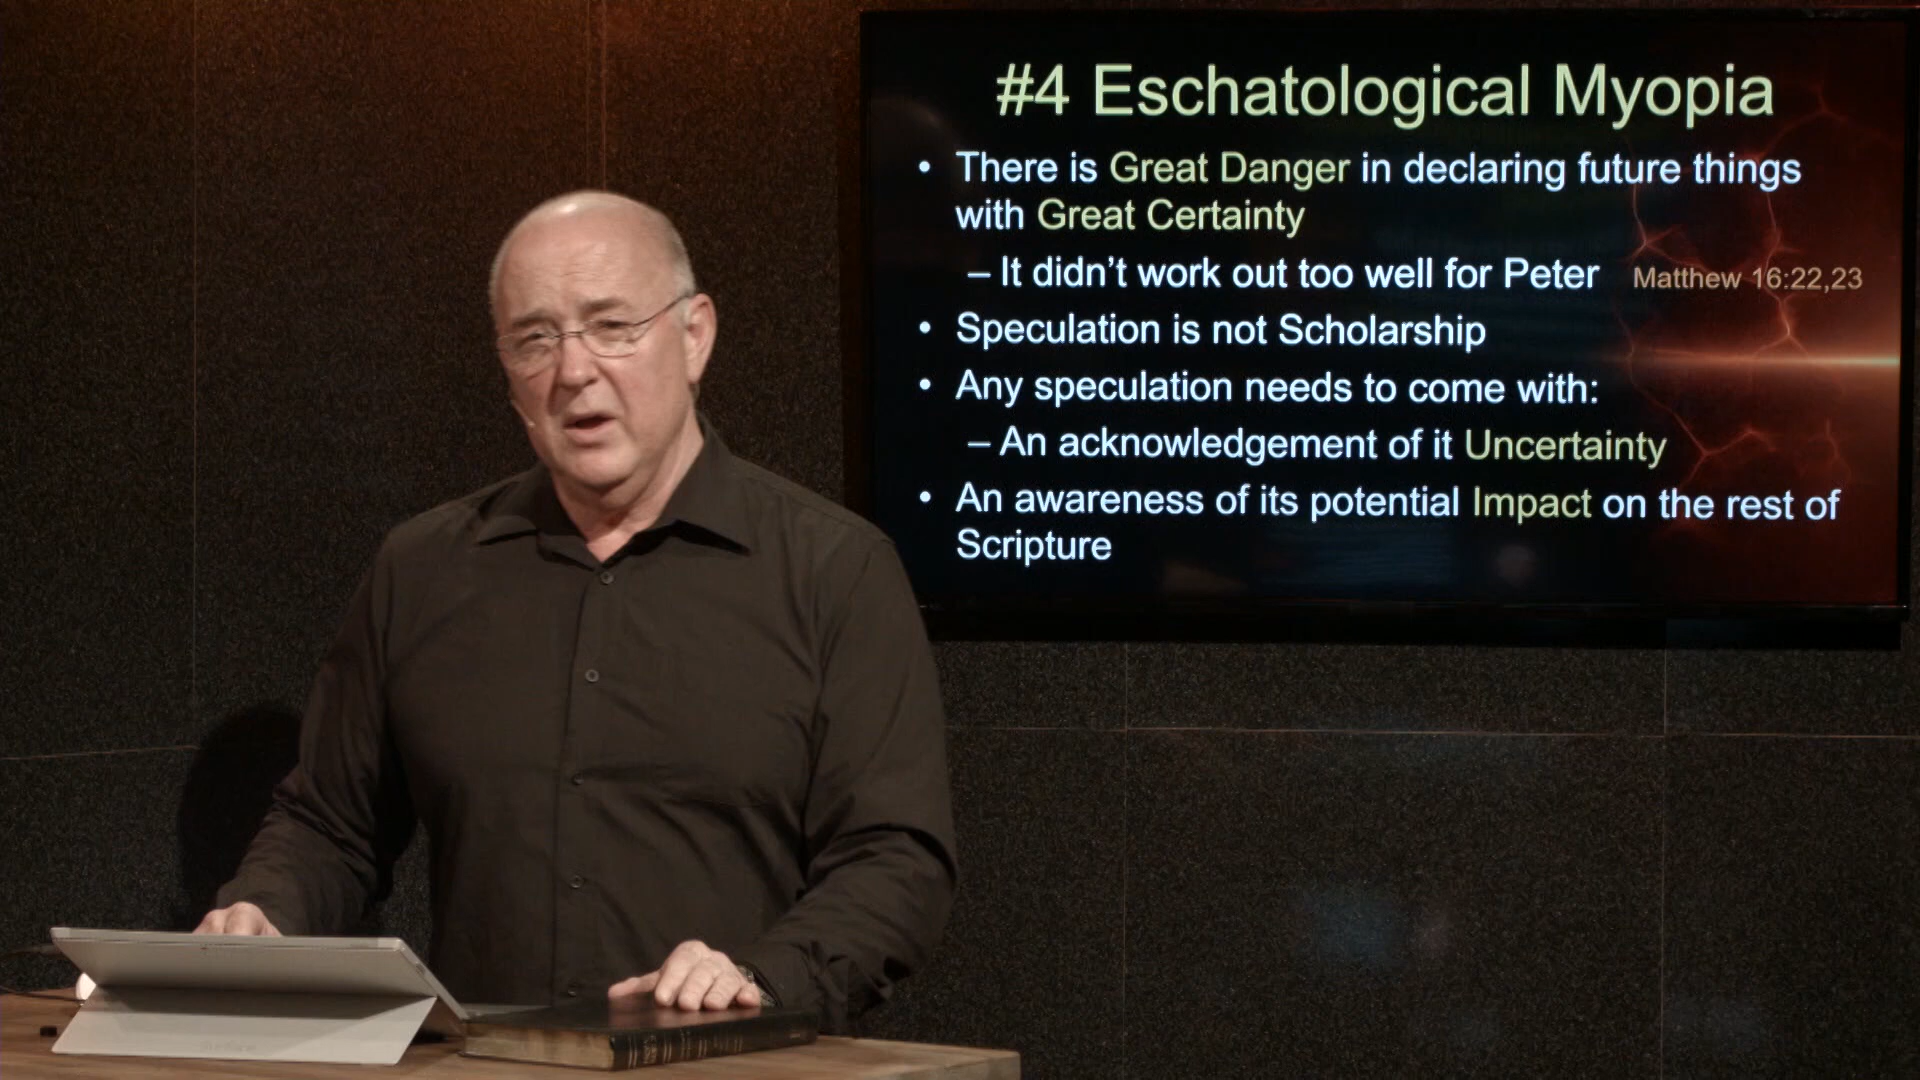 #4 Eschatological Myopia
• There is Great Danger in declaring future things
with Great Certainty
– It didn’t work out too well for Peter Matthew 16:22,23
• Speculation is not Scholarship
• Any speculation needs to come with:
– An acknowledgement of it Uncertainty
• An awareness of its potential Impact on the rest of
Scripture